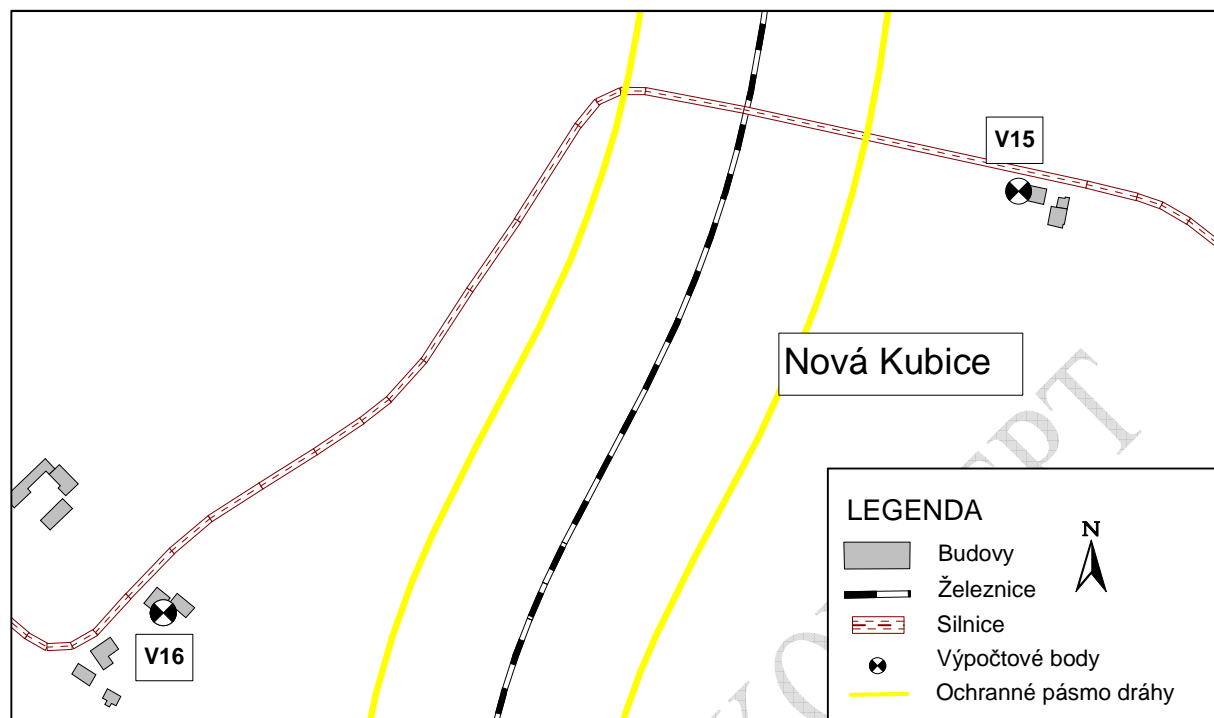 V15
Nová Kubice
LEGENDA
N
Budovy
Železnice
Silnice
Výpočtové body
Ochranné pásmo dráhy
V16